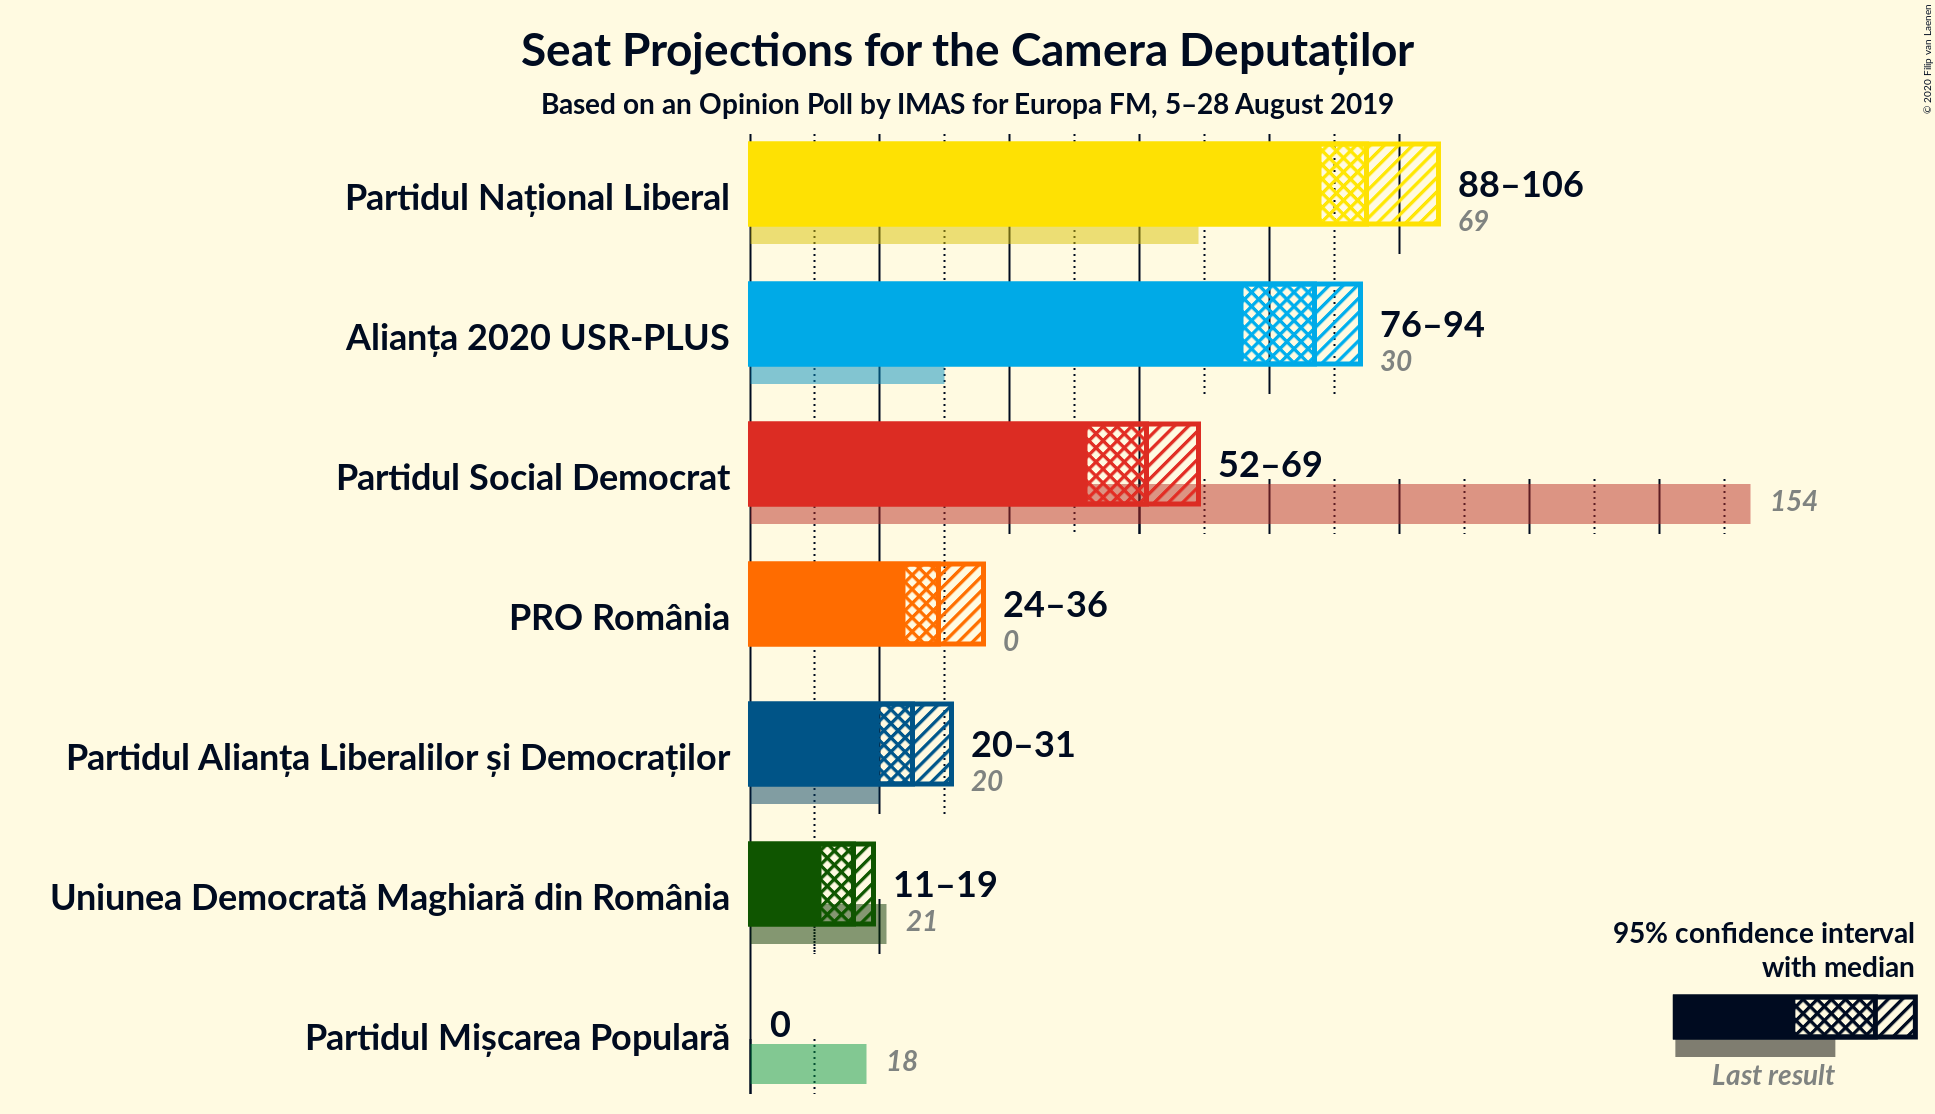 Seat Projections for the Camera Deputaților
Based on an Opinion Poll by IMAS for Europa FM, 5–28 August 2019
© 2020 Filip van Laenen
Partidul Național Liberal
88–106
69
Alianța 2020 USR-PLUS
76–94
30
Partidul Social Democrat
52–69
154
PRO România
24–36
0
Partidul Alianța Liberalilor și Democraților
20–31
20
Uniunea Democrată Maghiară din România
11–19
21
Partidul Mișcarea Populară
0
18
95% confidence interval
with median
Last result